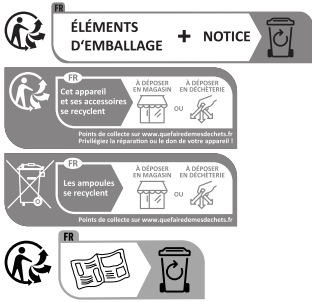 FR
ÉLÉMENTS
D'EMBALLAGE + NOTICE
FR
Cet appareil
et ses accessoires
se recyclent
À DÉPOSER
EN MAGASIN
OU
À DÉPOSER
EN DÉCHÈTERIE
Points de collecte sur www.quefairedemesdechets.fr
Privilégiez la réparation ou le don de votre appareil !
FR
Les ampoules
se recyclent
À DÉPOSER
EN MAGASIN
OU
À DÉPOSER
EN DÉCHÈTERIE
Points de collecte sur www.quefairedemesdechets.fr
FR